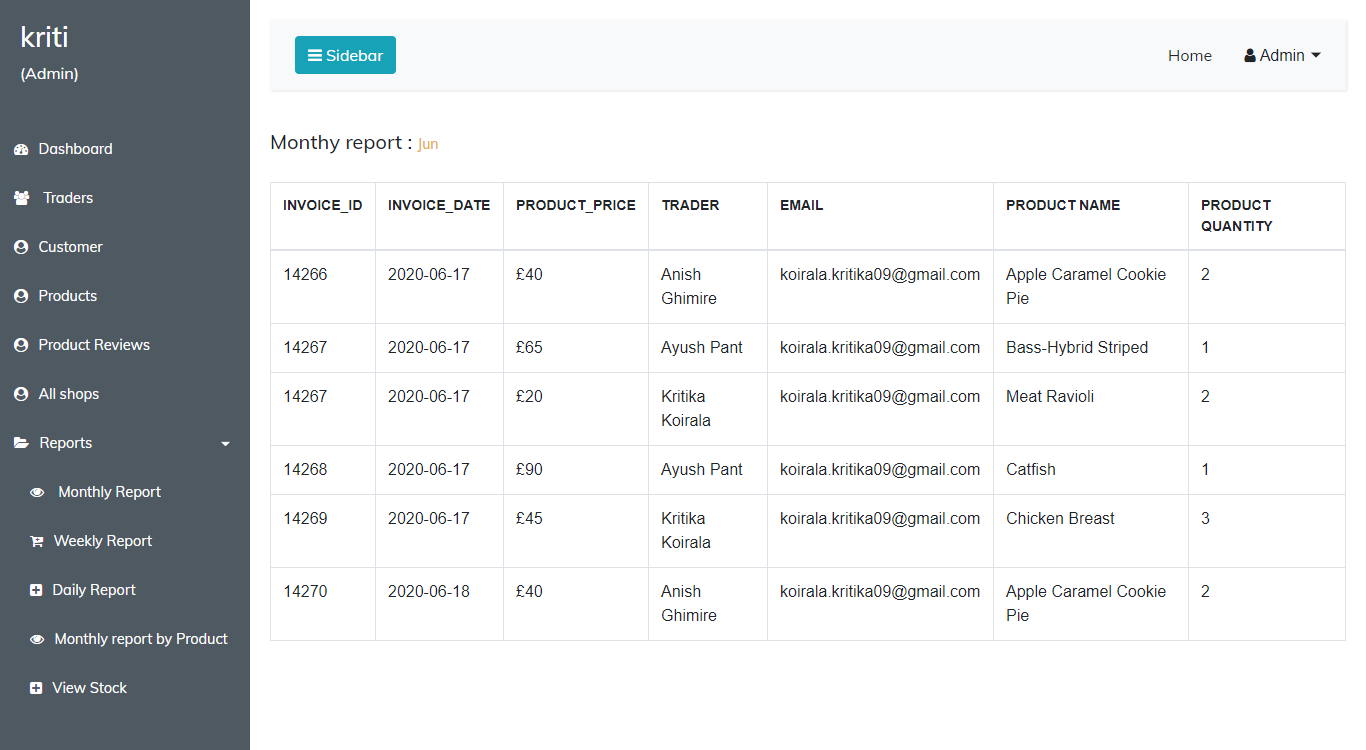 kriti
(Admin)
Dashboard
Traders
Customer
Products
Product Reviews
All shops
Reports
Monthly Report
Weekly Report
Daily Report
Monthly report by Product
View Stock
Sidebar
Home
Admin
Monthy report : Jun
INVOICE_ID INVOICE_DATE PRODUCT_PRICE TRADER EMAIL PRODUCT NAME PRODUCT
QUANTITY
14266 2020-06-17 £40 Anish koirala.kritika09@gmail.com Apple Caramel Cookie 2
Ghimire Pie
14267 2020-06-17 £65 Ayush Pant koirala.kritika09@gmail.com Bass-Hybrid Striped 1
14267 2020-06-17 £20 Kritika koirala.kritika09@gmail.com Meat Ravioli 2
Koirala
14268 2020-06-17 £90 Ayush Pant koirala.kritika09@gmail.com Catfish 1
14269 2020-06-17 £45 Kritika koirala.kritika09@gmail.com Chicken Breast 3
Koirala
14270 2020-06-18 £40 Anish koirala.kritika09@gmail.com Apple Caramel Cookie 2
Ghimire Pie